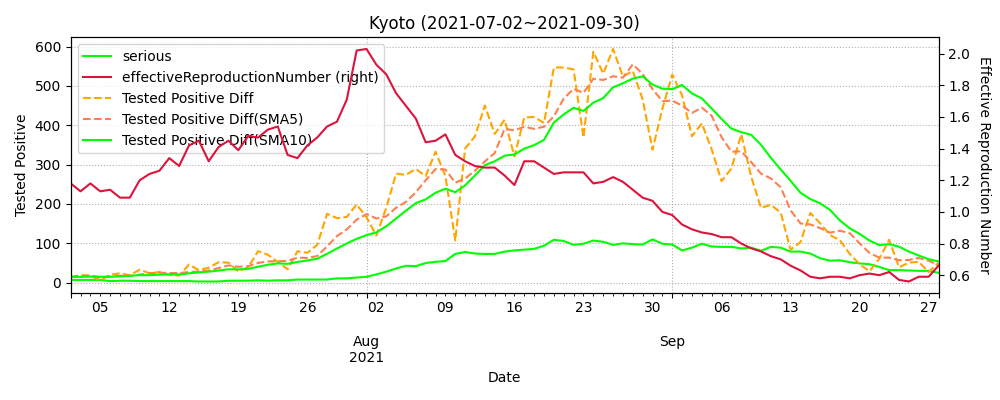 Kyoto (2021-07-02~2021-09-30)
serious
effectiveReproductionNumber (right)
Tested Positive Diff
Tested Positive Diff(SMA5)
Tested Positive Diff(SMA10)
Tested Positive
600
500
400
300
200
100
0
Effective Reproduction Number
2.0
1.8
1.6
1.4
1.2
1.0
0.8
0.6
05 12 19 26 02 09 16 23 30 06 13 20 27
Aug Sep
2021
Date